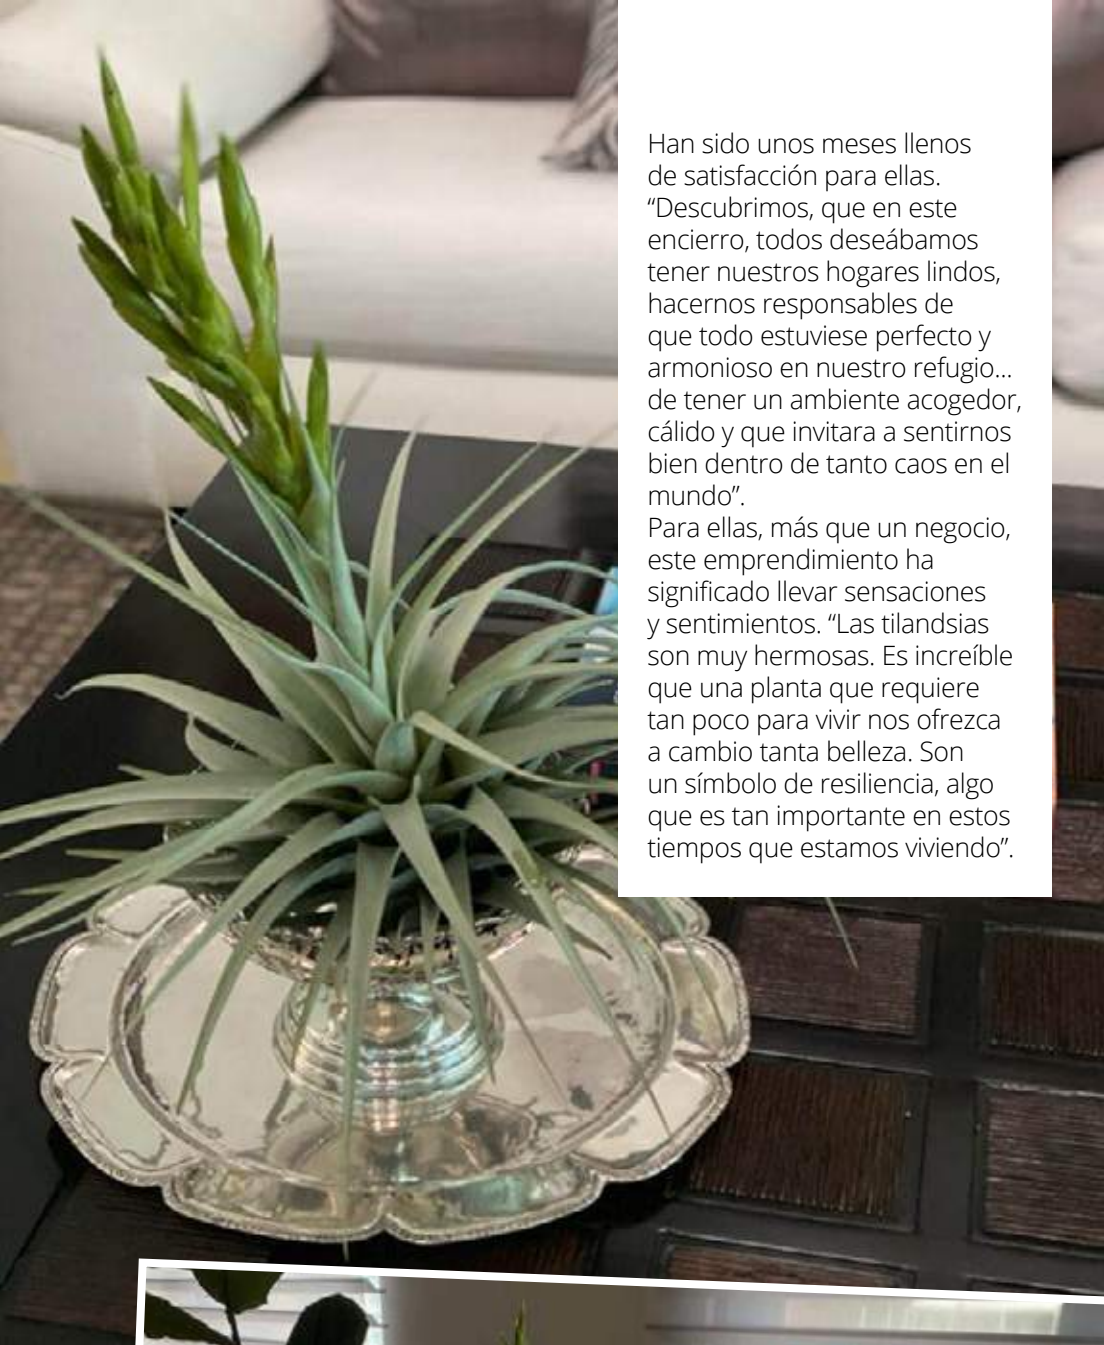 Han sido unos meses llenos
de satisfacción para ellas.
“Descubrimos, que en este
encierro, todos deseábamos
tener nuestros hogares lindos,
hacernos responsables de
que todo estuviese perfecto y
armonioso en nuestro refugio...
de tener un ambiente acogedor,
cálido y que invitara a sentirnos
bien dentro de tanto caos en el
mundo”.
Para ellas, más que un negocio,
este emprendimiento ha
significado llevar sensaciones
y sentimientos. “Las tilandsias
son muy hermosas. Es increíble
que una planta que requiere
tan poco para vivir nos ofrezca
a cambio tanta belleza. Son
un símbolo de resiliencia, algo
que es tan importante en estos
tiempos que estamos viviendo”.